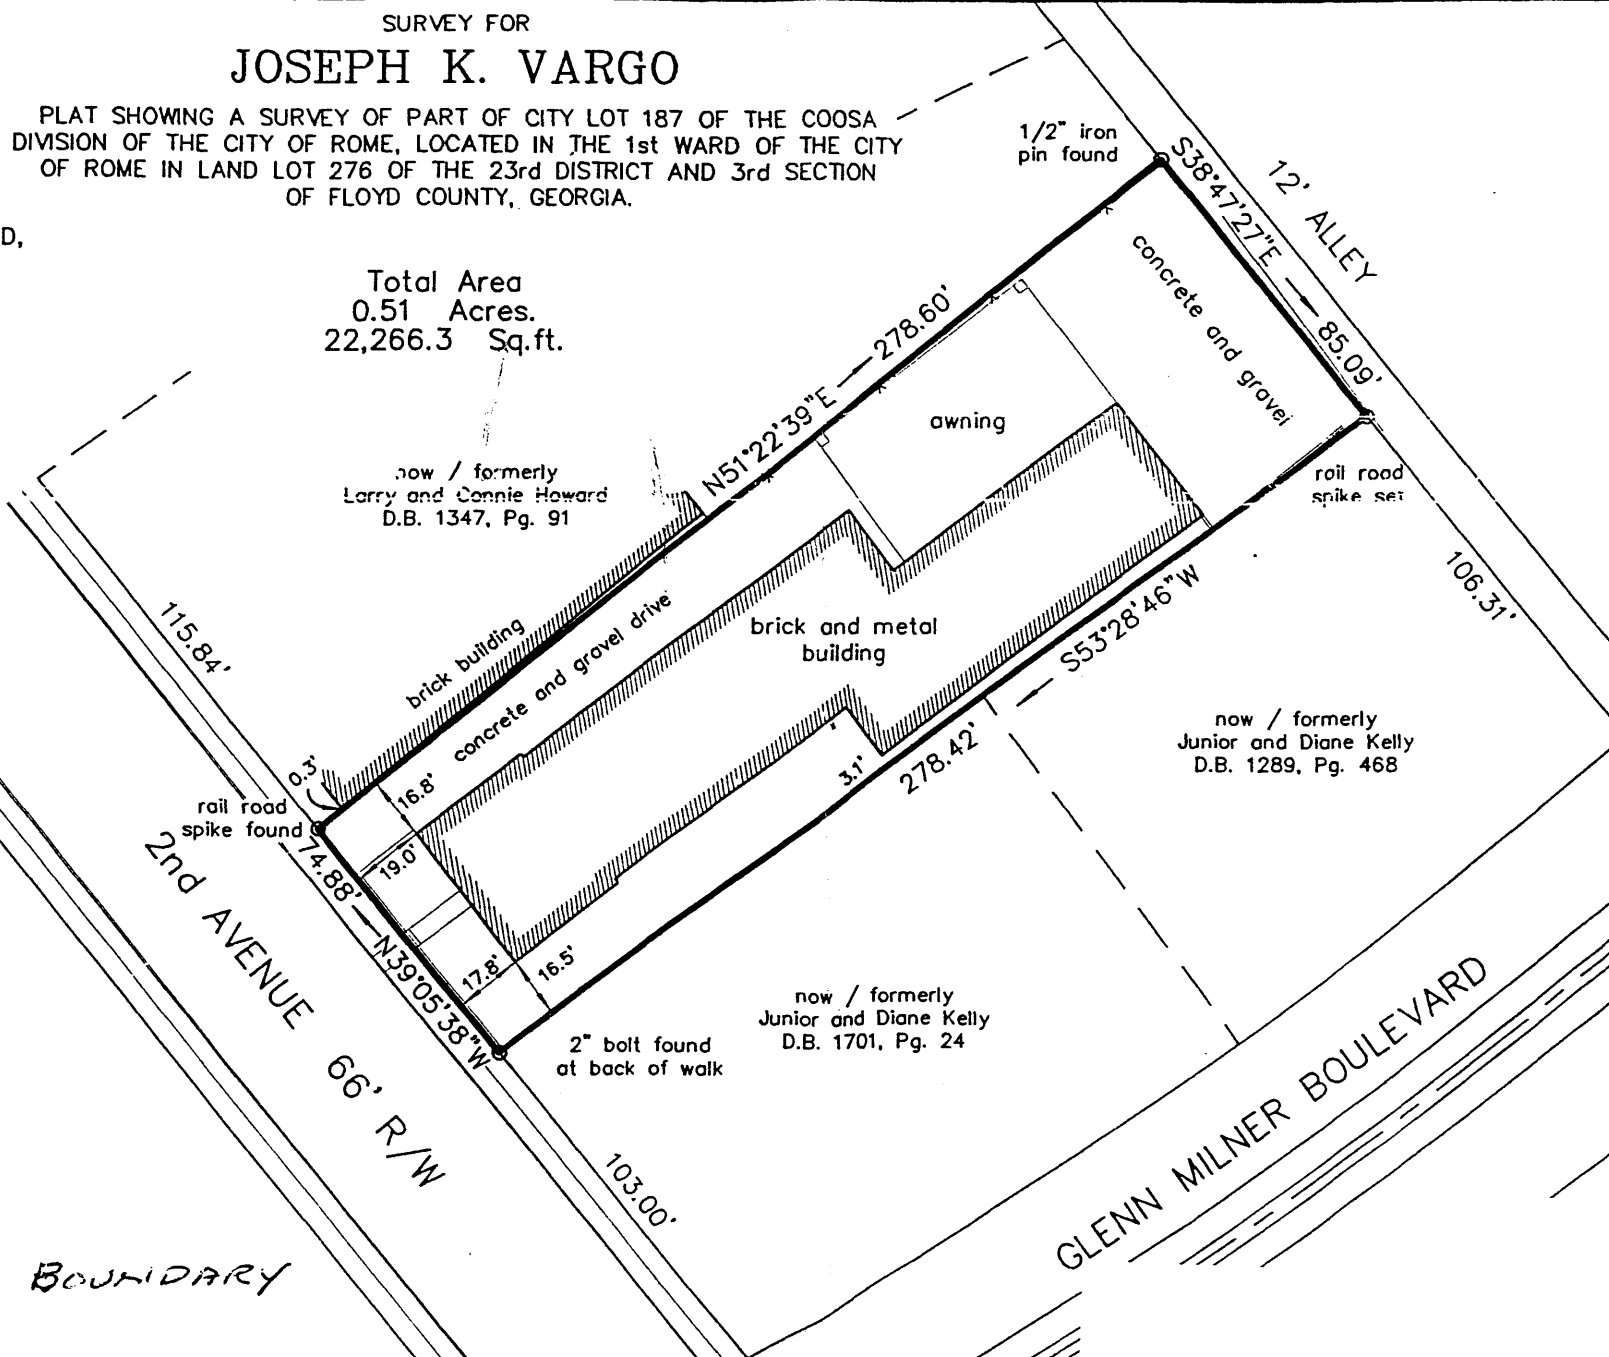 SURVEY FOR
JOSEPH K. VARGO
PLAT SHOWING A SURVEY OF PART OF CITY LOT 187 OF THE COOSA
DIVISION OF THE CITY OF ROME, LOCATED IN THE 1st WARD OF THE CITY
OF ROME IN LAND LOT 276 OF THE 23rd DISTRICT AND 3rd SECTION
OF FLOYD COUNTY, GEORGIA.
D,
Total Area
0.51 Acres.
22,266.3 Sq.ft.
1/2" iron
pin found
S38°47'27"E
85.09'
12' ALLEY
concrete and gravel
278.60'
N51°22'39"E
awning
now / formerly
Larry and Connie Howard
D.B. 1347, Pg. 91
rail road
spike set
106.31'
115.84'
brick building
concrete and gravel drive
brick and metal
building
S53°28'46"W
278.42'
3.1'
now / formerly
Junior and Diane Kelly
D.B. 1289, Pg. 468
0.3'
16.8'
rail road
spike found
19.0'
74.88'
N39°05'38"W
17.8'
16.5'
2nd AVENUE 66' R/W
2" bolt found
at back of walk
now / formerly
Junior and Diane Kelly
D.B. 1701, Pg. 24
103.00'
GLENN MILNER BOULEVARD
BOUNDARY